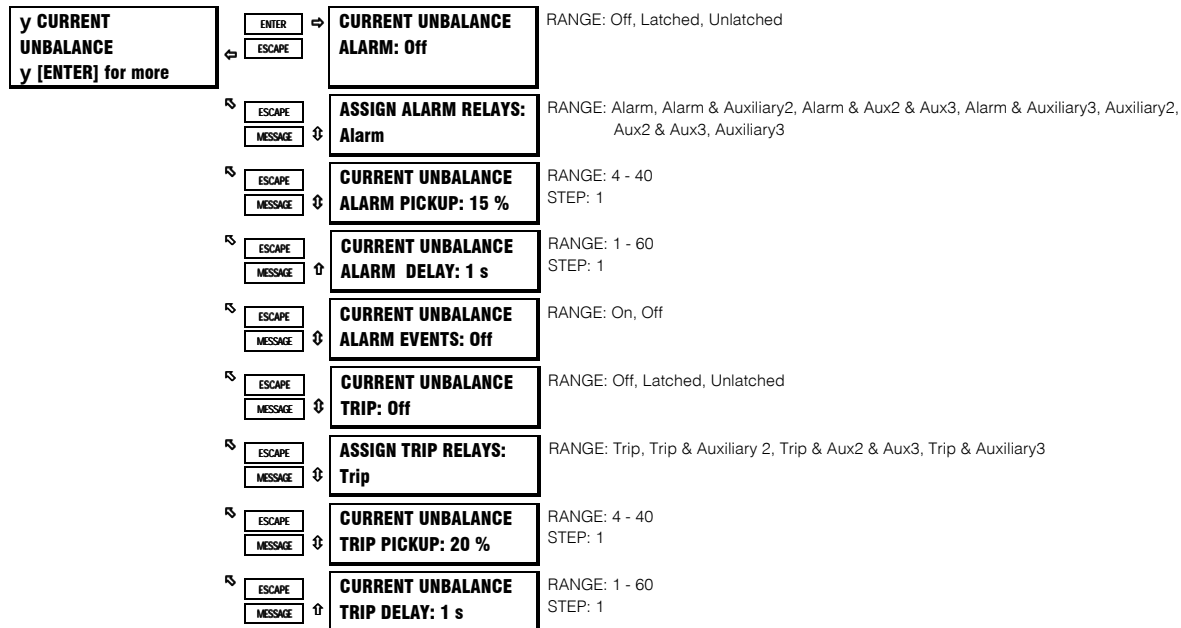 y CURRENT
UNBALANCE
y [ENTER] for more
ENTER ⇨
⇦ ESCAPE
CURRENT UNBALANCE
ALARM: Off
RANGE: Off, Latched, Unlatched
ESCAPE
MESSAGE
ASSIGN ALARM RELAYS:
Alarm
RANGE: Alarm, Alarm & Auxiliary2, Alarm & Aux2 & Aux3, Alarm & Auxiliary3, Auxiliary2,
Aux2 & Aux3, Auxiliary3
ESCAPE
MESSAGE
CURRENT UNBALANCE
ALARM PICKUP: 15 %
RANGE: 4 - 40
STEP: 1
ESCAPE
MESSAGE
CURRENT UNBALANCE
ALARM DELAY: 1 s
RANGE: 1 - 60
STEP: 1
ESCAPE
MESSAGE
CURRENT UNBALANCE
ALARM EVENTS: Off
RANGE: On, Off
ESCAPE
MESSAGE
CURRENT UNBALANCE
TRIP: Off
RANGE: Off, Latched, Unlatched
ESCAPE
MESSAGE
ASSIGN TRIP RELAYS:
Trip
RANGE: Trip, Trip & Auxiliary 2, Trip & Aux2 & Aux3, Trip & Auxiliary3
ESCAPE
MESSAGE
CURRENT UNBALANCE
TRIP PICKUP: 20 %
RANGE: 4 - 40
STEP: 1
ESCAPE
MESSAGE
CURRENT UNBALANCE
TRIP DELAY: 1 s
RANGE: 1 - 60
STEP: 1